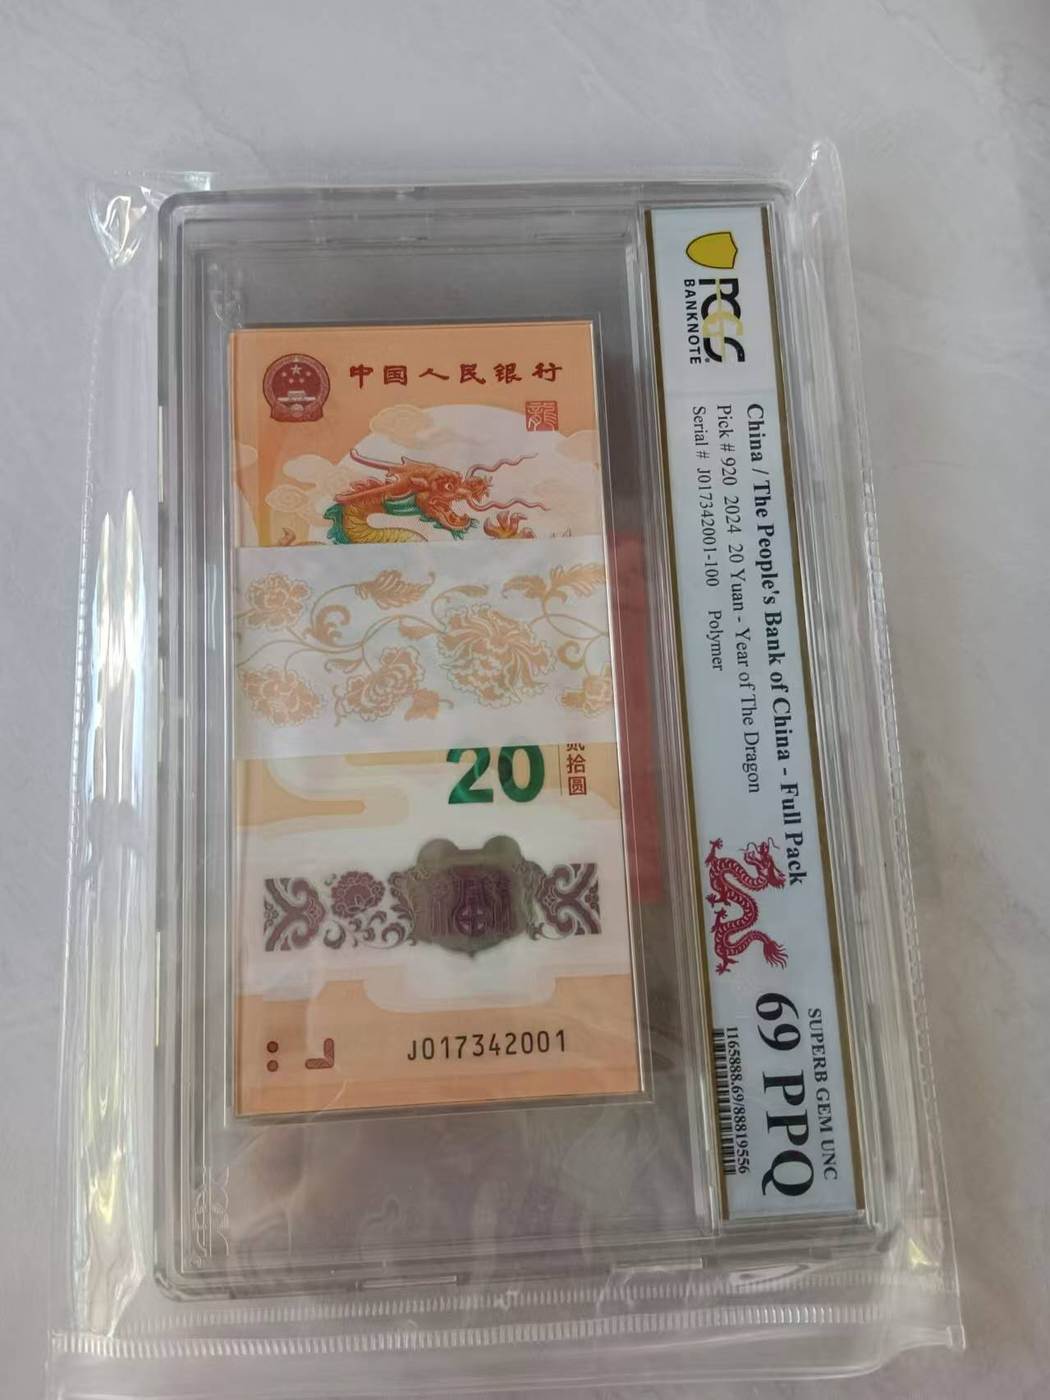 中国人民银行
龍
20
贰拾圆
J017342001
PCGS
BANKNOTE
China / The People's Bank of China - Full Pack
Pick # 920 2024 20 Yuan - Year of The Dragon
Serial # J017342001-100 Polymer
SUPERB GEM UNC
69 PPQ
1165888.69/88819556